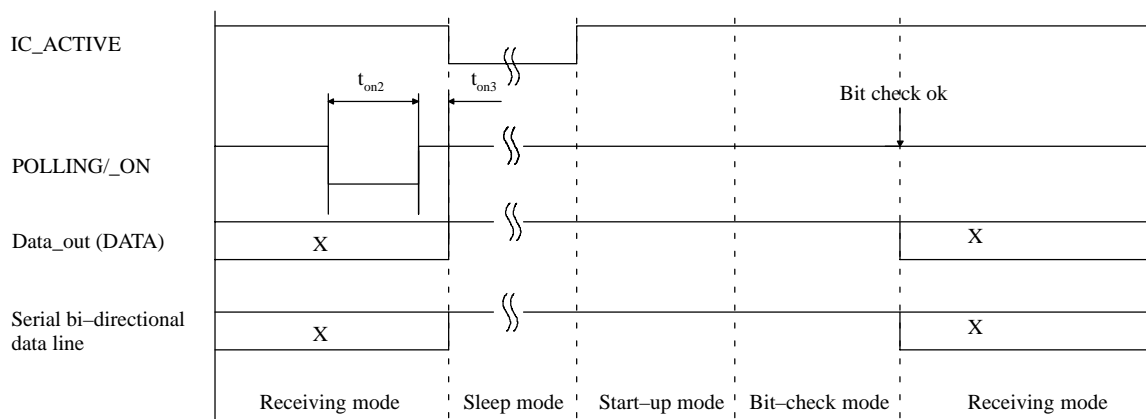 IC_ACTIVE
t_on2
t_on3
Bit check ok
POLLING/_ON
Data_out (DATA)
X
X
Serial bi–directional
data line
X
X
Receiving mode
Sleep mode
Start–up mode
Bit–check mode
Receiving mode